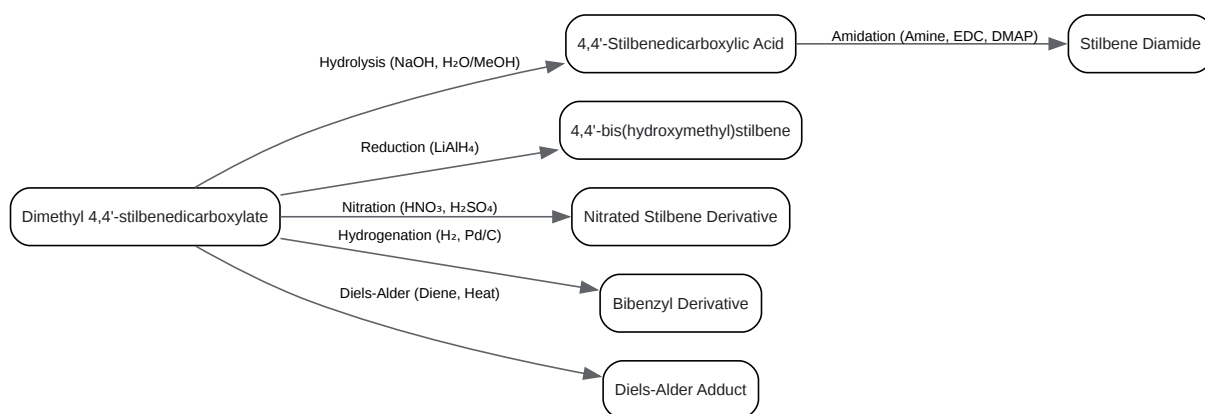 4,4'-Stilbenedicarboxylic Acid
Amidation (Amine, EDC, DMAP)
Stilbene Diamide
Hydrolysis (NaOH, H₂O/MeOH)
4,4'-bis(hydroxymethyl)stilbene
Reduction (LiAlH₄)
Dimethyl 4,4'-stilbenedicarboxylate
Nitration (HNO₃, H₂SO₄)
Nitrated Stilbene Derivative
Hydrogenation (H₂, Pd/C)
Bibenzyl Derivative
Diels-Alder (Diene, Heat)
Diels-Alder Adduct